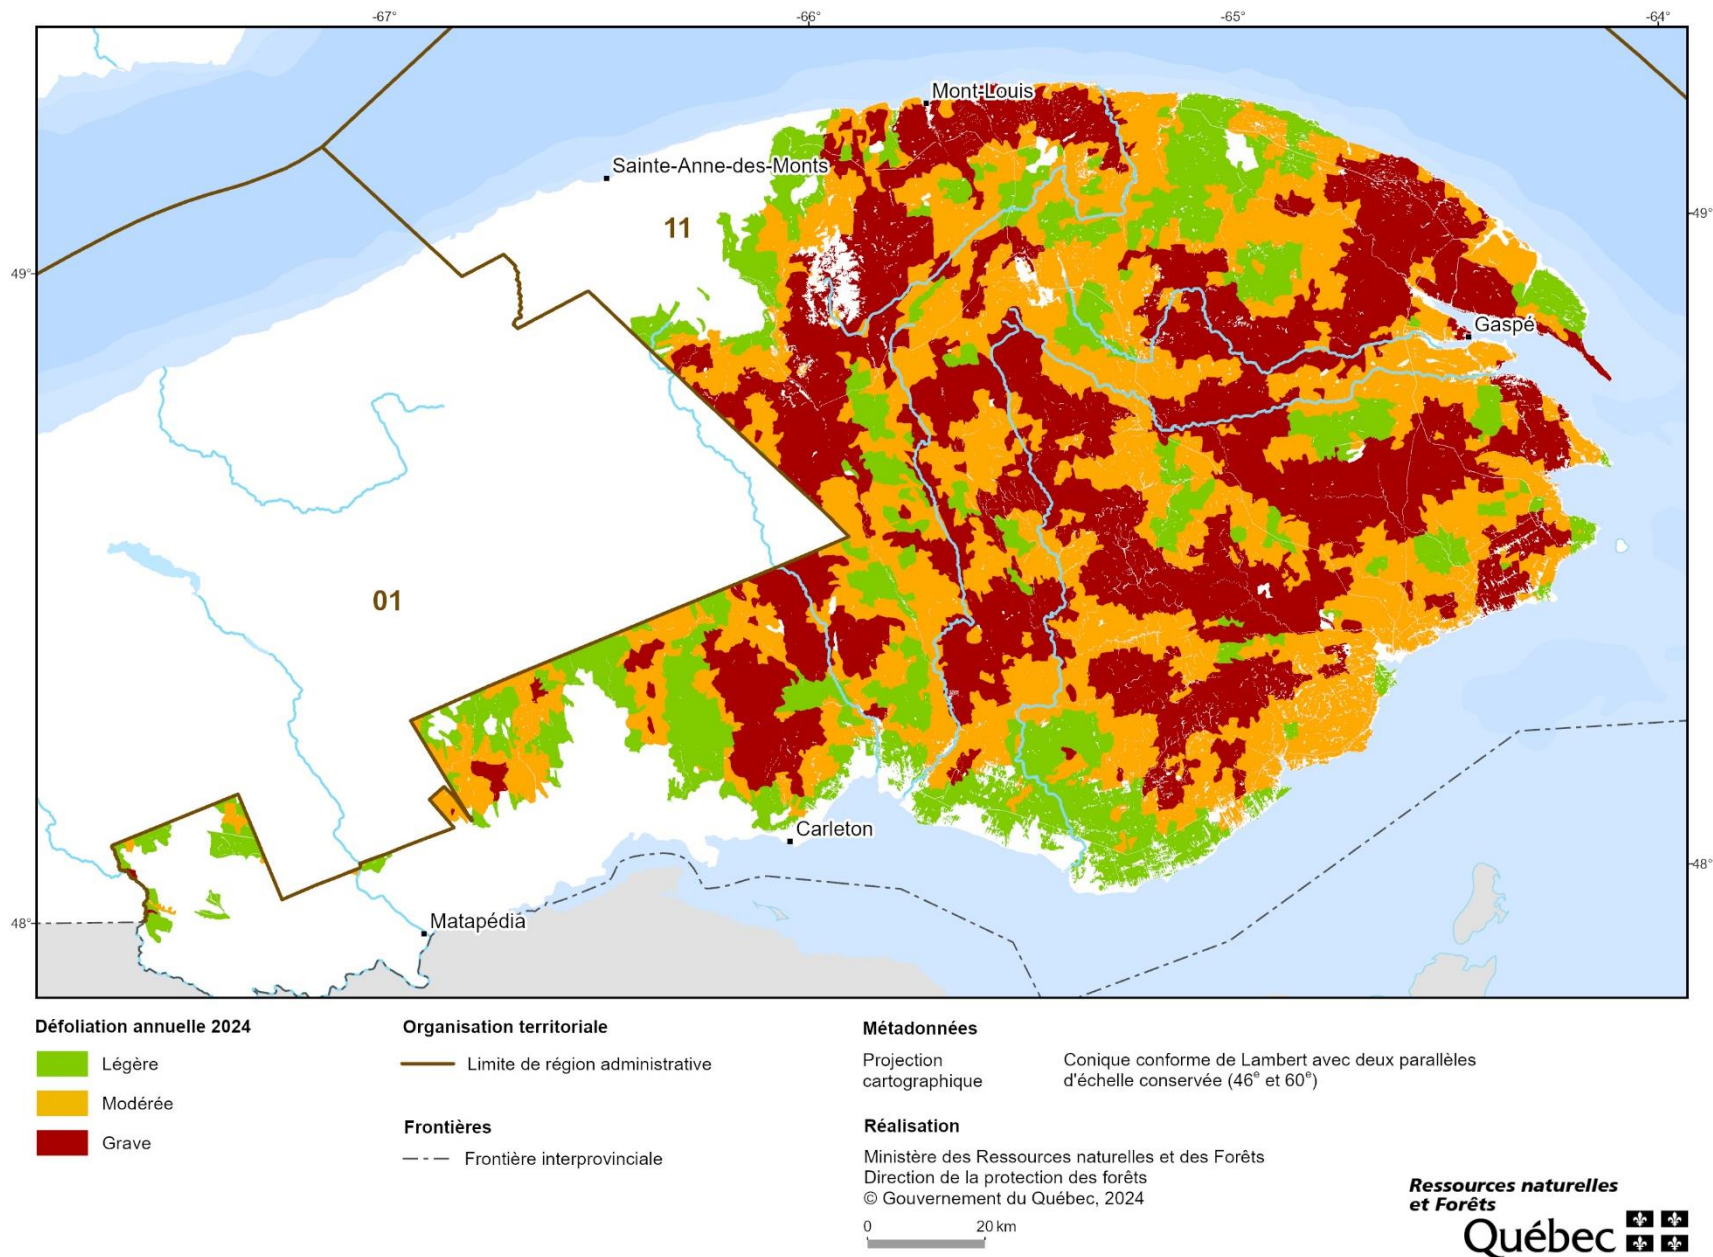 -67°
-66°
-65°
-64°
Mont-Louis
Sainte-Anne-des-Monts
11
49°
49°
Gaspé
01
Carleton
48°
Matapédia
48°
Défoliation annuelle 2024
Légère
Modérée
Grave
Organisation territoriale
Limite de région administrative
Frontières
Frontière interprovinciale
Métadonnées
Projection
cartographique
Conique conforme de Lambert avec deux parallèles
d'échelle conservée (46e et 60e)
Réalisation
Ministère des Ressources naturelles et des Forêts
Direction de la protection des forêts
© Gouvernement du Québec, 2024
0 20 km
Ressources naturelles
et Forêts
Québec